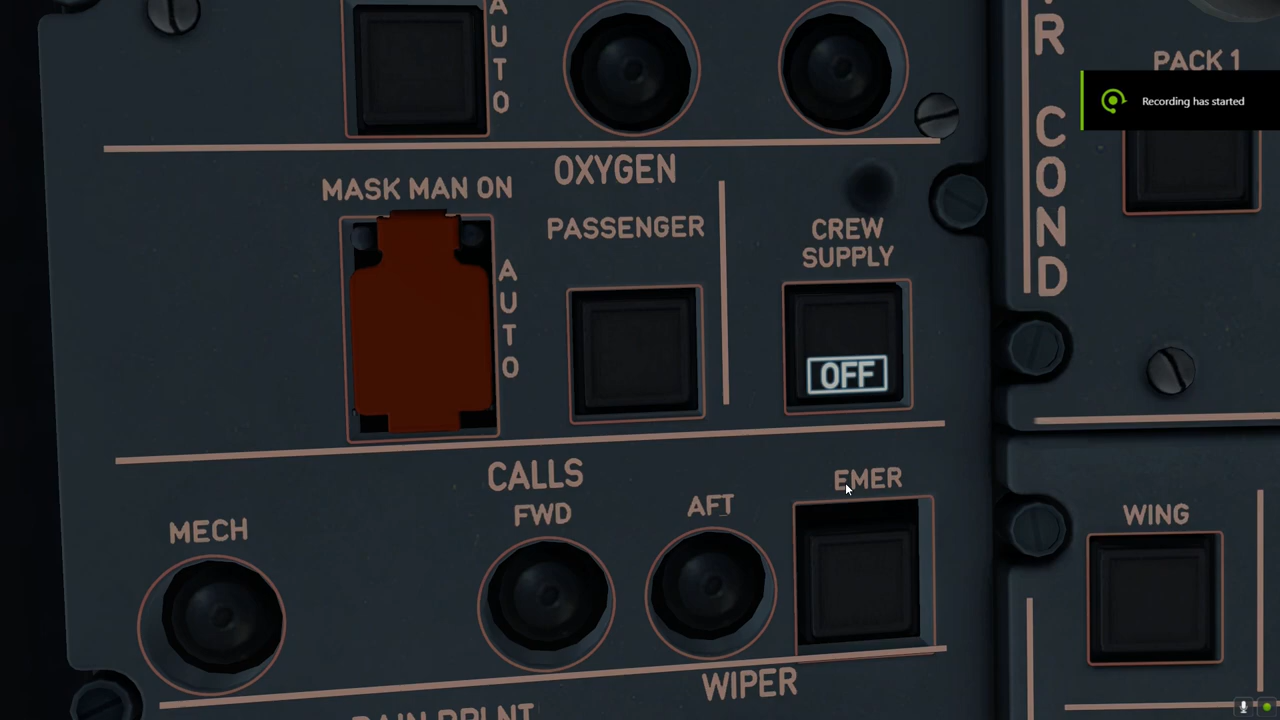 AUTO
AIR COND
PACK 1
Recording has started
OXYGEN
MASK MAN ON
AUTO
PASSENGER
CREW
SUPPLY
OFF
CALLS
MECH
FWD
AFT
EMER
WING
WIPER